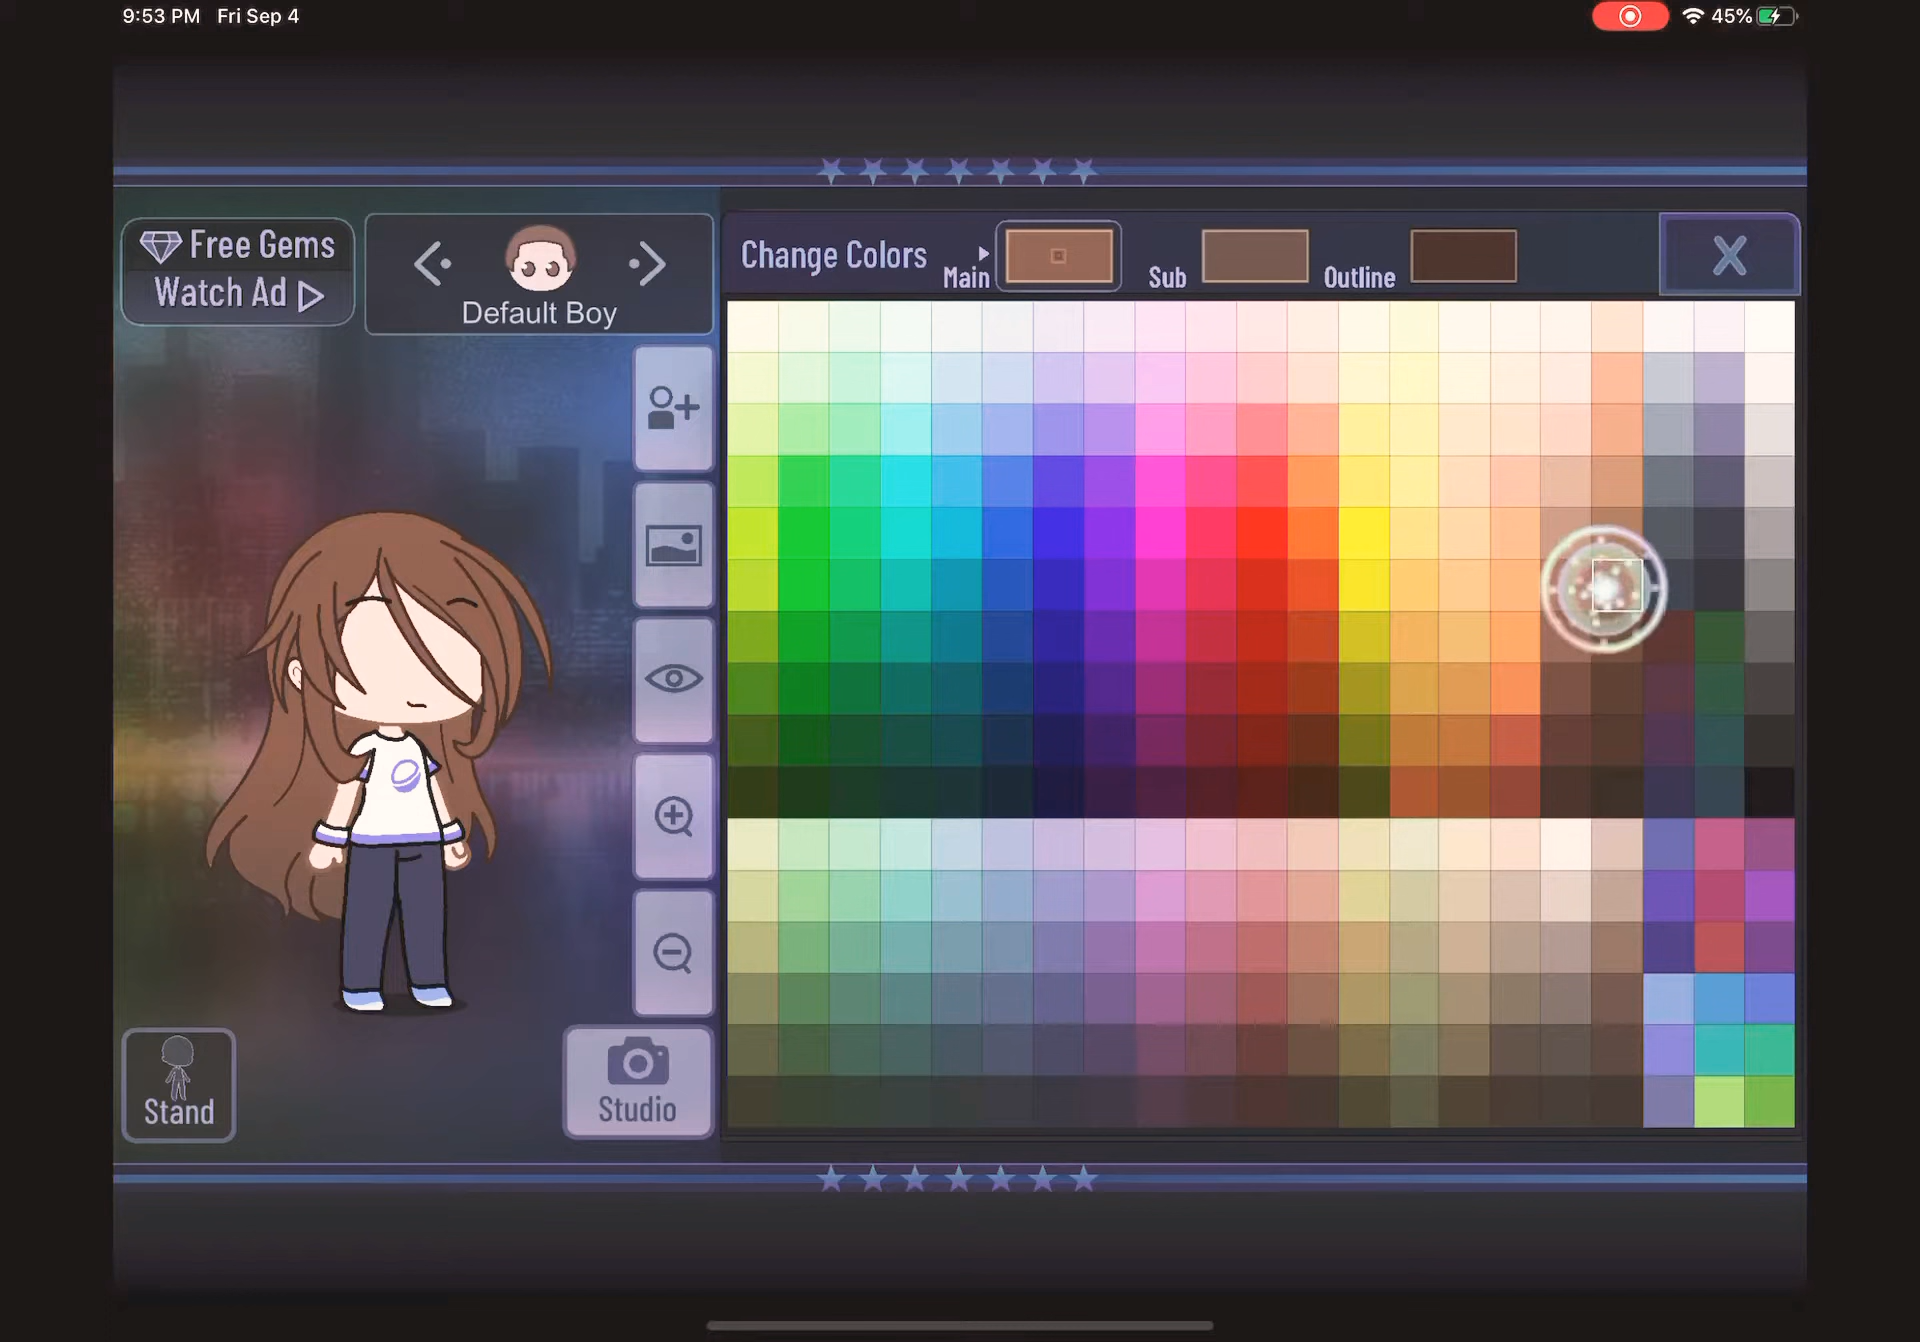 9:53 PM Fri Sep 4
45%
Free Gems
Watch Ad
Default Boy
Change Colors
Main
Sub
Outline
X
Stand
Studio